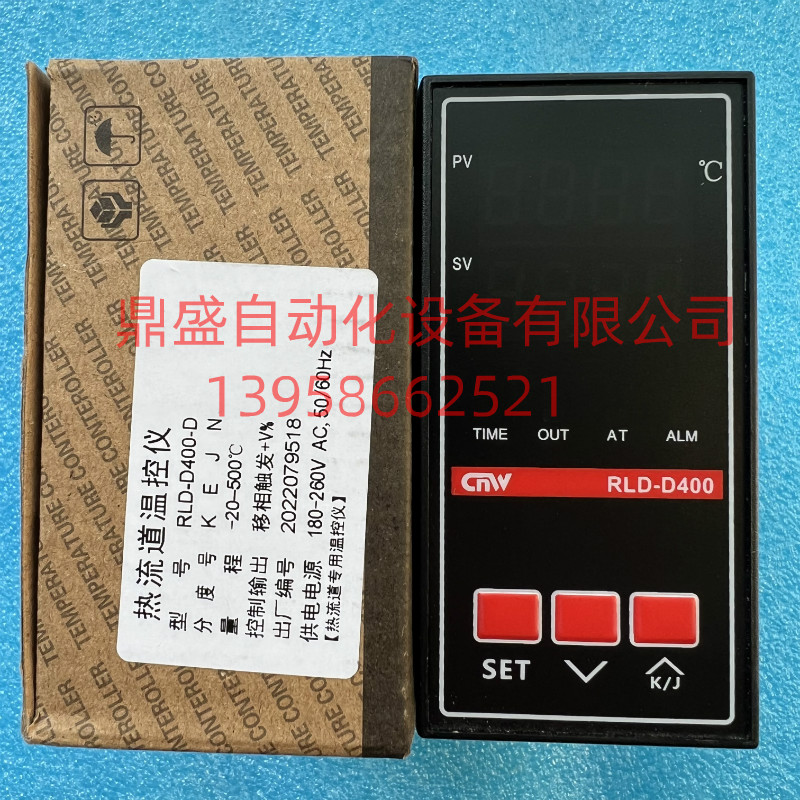 TEMPERATURE CONTEROLLER
鼎盛自动化设备有限公司
13958662521
热流道温控仪
型 号 RLD-D400-D
分 度 号 K E J N
量 程 -20-500℃
控制输出 移相触发+V%
出厂编号 2022079518
供电电源 180-260V AC,50/60Hz
【热流道专用温控仪】
PV
℃
SV
TIME OUT AT ALM
CNW RLD-D400
SET
K/J